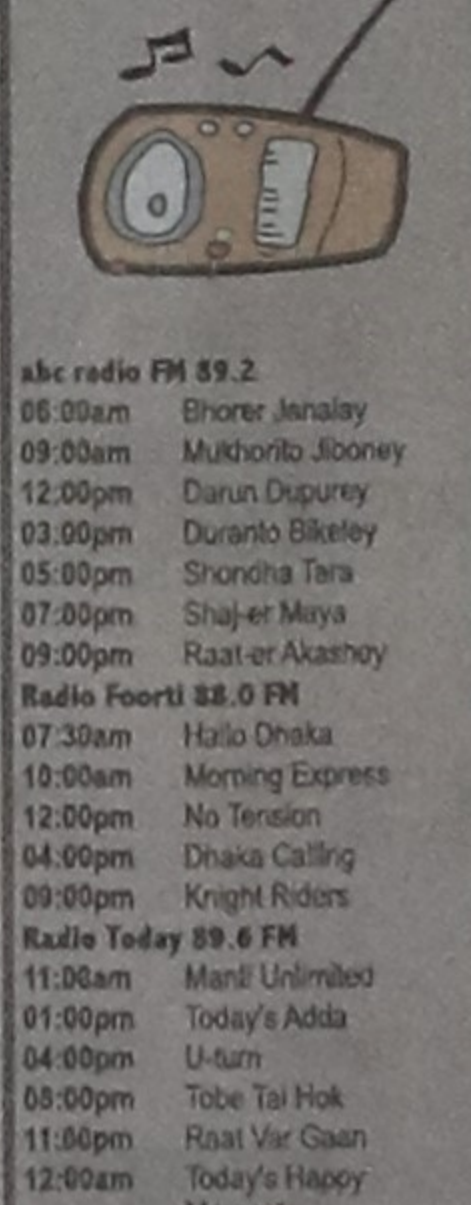 abc radio FM 89.2
06:00am Bhorer Janalay
09:00am Mukhorito Jiboney
12:00pm Darun Dupurey
03:00pm Duranto Bikeley
05:00pm Shondha Tara
07:00pm Shaj-er Maya
09:00pm Raat-er Akashey
Radio Foorti 88.0 FM
07:30am Hallo Dhaka
10:00am Morning Express
12:00pm No Tension
04:00pm Dhaka Calling
09:00pm Knight Riders
Radio Today 89.6 FM
11:00am Unlimited
01:00pm Today's Adda
04:00pm U-turn
08:00pm Tobe Tai Hok
11:00pm Raat Var Gaan
12:00am Today's Happy